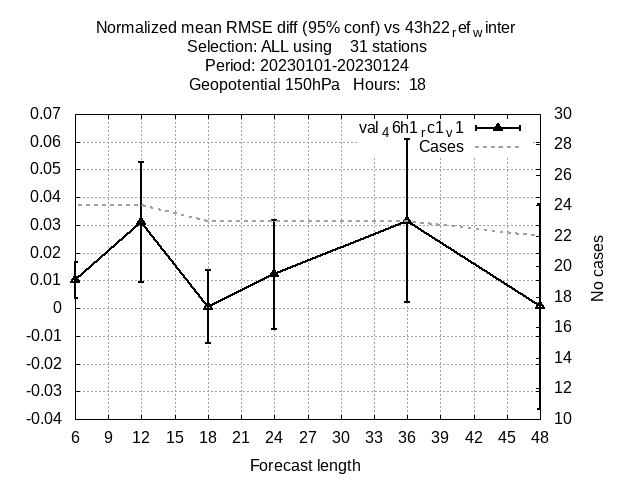 Normalized mean RMSE diff (95% conf) vs 43h22refwinter
Selection: ALL using 31 stations
Period: 20230101-20230124
Geopotential 150hPa Hours: 18
0.07
0.06
0.05
0.04
0.03
0.02
0.01
0
-0.01
-0.02
-0.03
-0.04
val46h1rc1v1
Cases
30
28
26
24
22
20
18
16
14
12
10
No cases
6 9 12 15 18 21 24 27 30 33 36 39 42 45 48
Forecast length